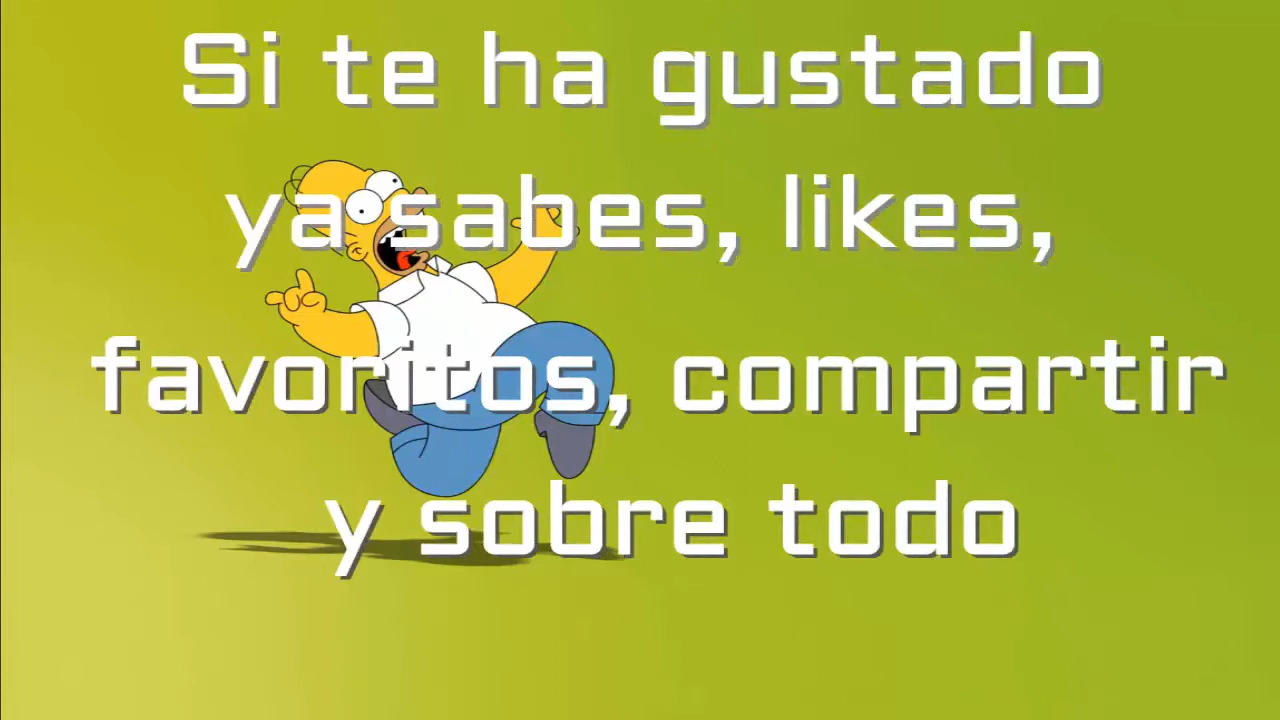 Si te ha gustado
ya sabes, likes,
favoritos, compartir
y sobre todo